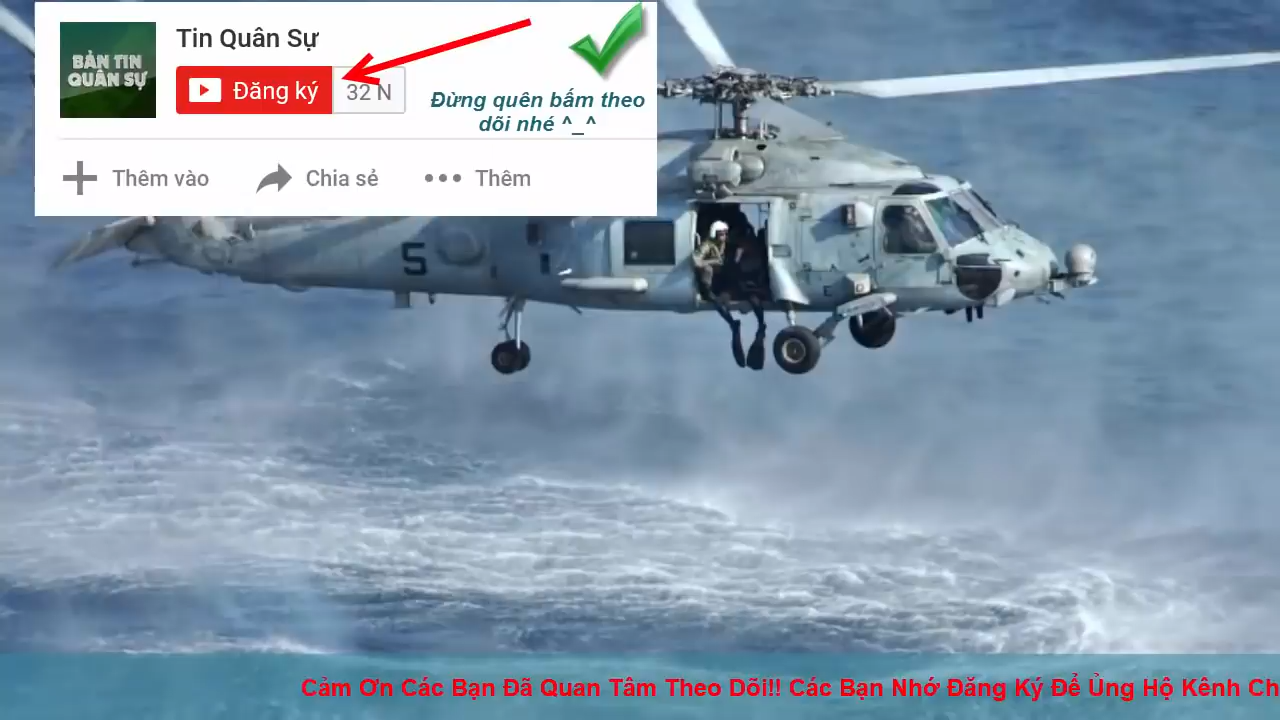 BẢN TIN
QUÂN SỰ
Tin Quân Sự
Đăng ký
32 N
Đừng quên bấm theo
dõi nhé ^_^
Thêm vào
Chia sẻ
Thêm
5
E
Cảm Ơn Các Bạn Đã Quan Tâm Theo Dõi!! Các Bạn Nhớ Đăng Ký Để Ủng Hộ Kênh Ch